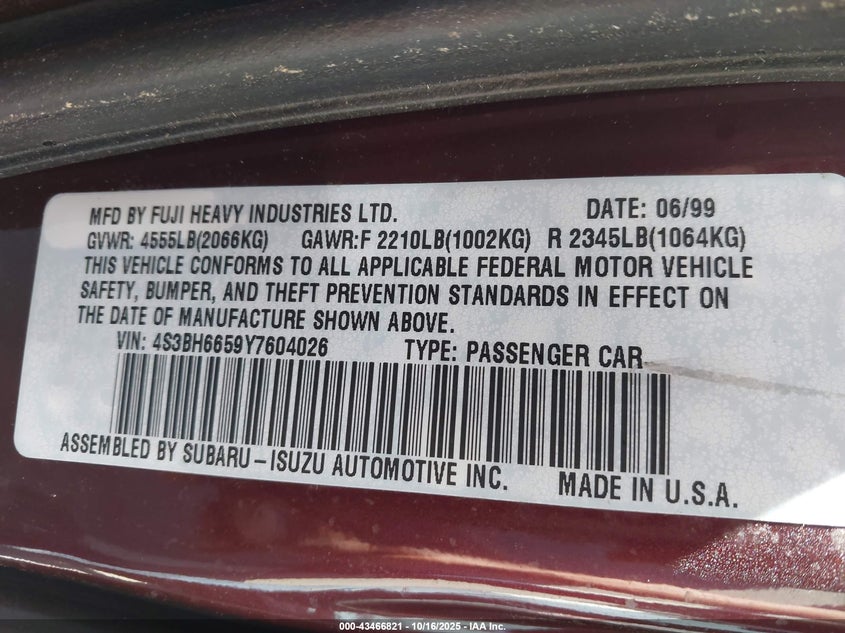 MFD BY FUJI HEAVY INDUSTRIES LTD. DATE: 06/99
GVWR: 4555LB(2066KG) GAWR:F 2210LB(1002KG) R 2345LB(1064KG)
THIS VEHICLE CONFORMS TO ALL APPLICABLE FEDERAL MOTOR VEHICLE
SAFETY, BUMPER, AND THEFT PREVENTION STANDARDS IN EFFECT ON
THE DATE OF MANUFACTURE SHOWN ABOVE.
VIN: 4S3BH6659Y7604026 TYPE: PASSENGER CAR
ASSEMBLED BY SUBARU-ISUZU AUTOMOTIVE INC. MADE IN U.S.A.
000-43466821 - 10/16/2025 - IAA Inc.